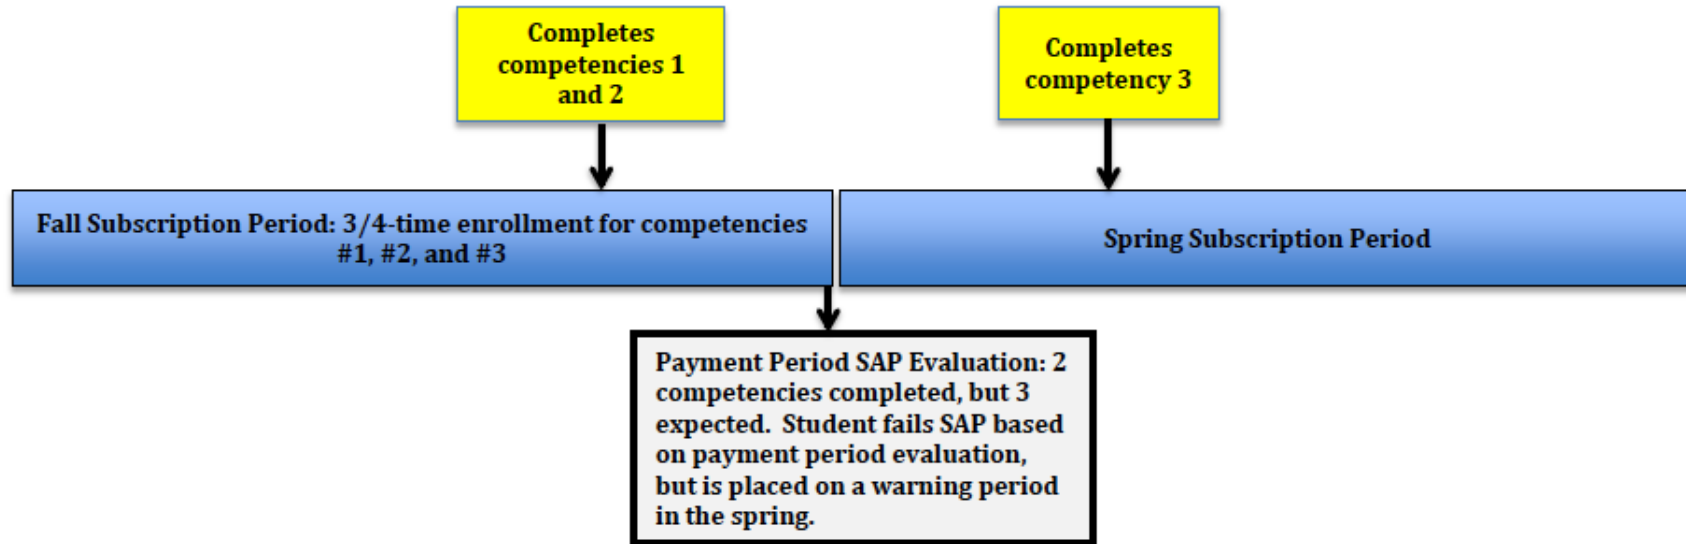 Completes
competencies 1
and 2
Completes
competency 3
Fall Subscription Period: 3/4-time enrollment for competencies
#1, #2, and #3
Spring Subscription Period
Payment Period SAP Evaluation: 2
competencies completed, but 3
expected.  Student fails SAP based
on payment period evaluation,
but is placed on a warning period
in the spring.